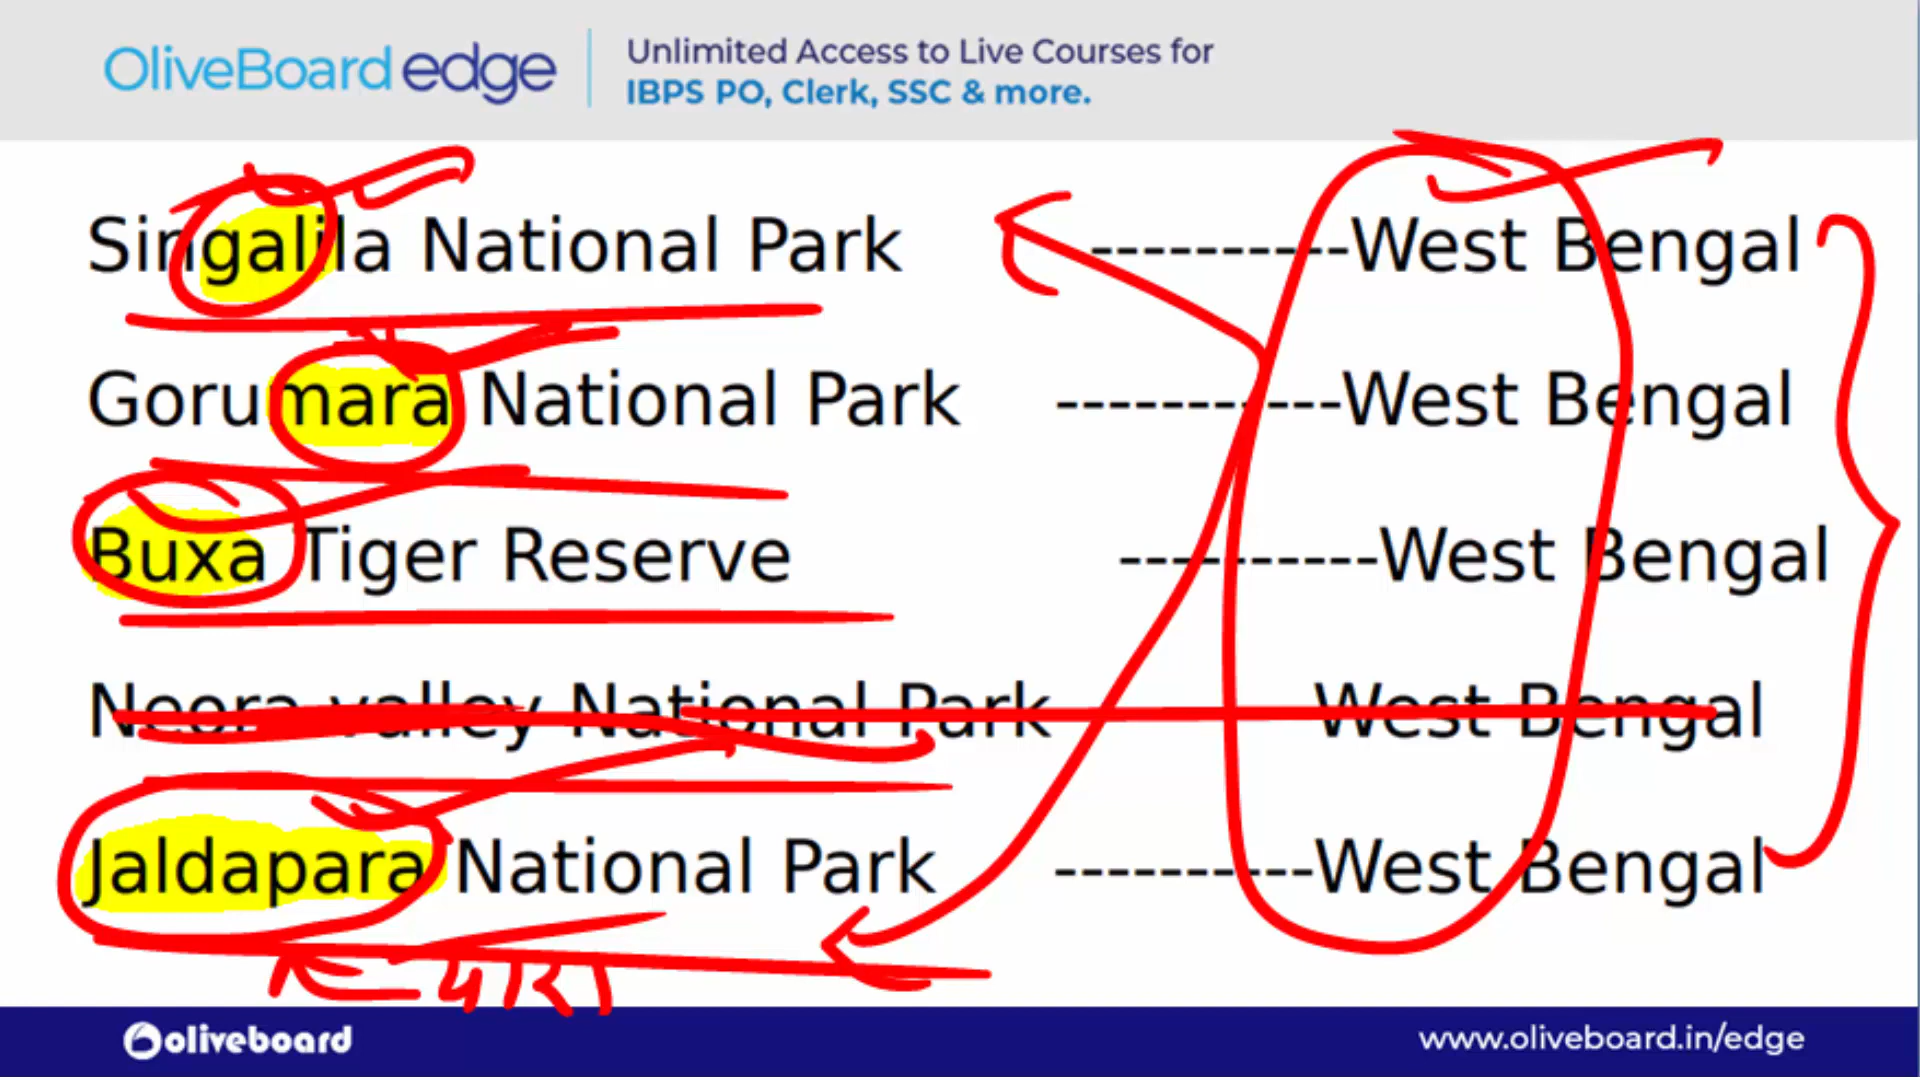 OliveBoard edge
Unlimited Access to Live Courses for
IBPS PO, Clerk, SSC & more.
Singalila National Park ----------West Bengal
Gorumara National Park -----------West Bengal
Buxa Tiger Reserve ----------West Bengal
Neora valley National Park West Bengal
Jaldapara National Park ----------West Bengal
पारा
oliveboard www.oliveboard.in/edge